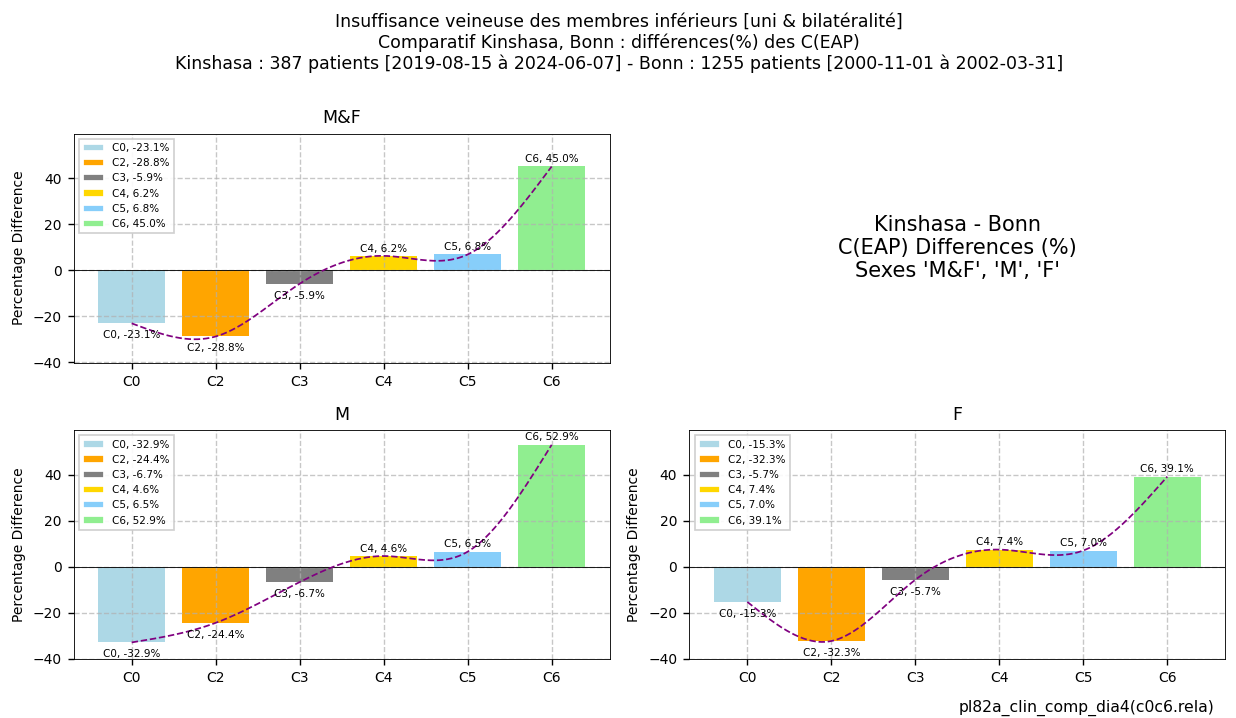 Insuffisance veineuse des membres inférieurs [uni & bilatéralité]
Comparatif Kinshasa, Bonn : différences(%) des C(EAP)
Kinshasa : 387 patients [2019-08-15 à 2024-06-07] - Bonn : 1255 patients [2000-11-01 à 2002-03-31]
M&F
Percentage Difference
40
20
0
−20
−40
C0, -23.1%
C2, -28.8%
C3, -5.9%
C4, 6.2%
C5, 6.8%
C6, 45.0%
C0, -23.1%
C2, -28.8%
C3, -5.9%
C4, 6.2%
C5, 6.8%
C6, 45.0%
C0
C2
C3
C4
C5
C6
Kinshasa - Bonn
C(EAP) Differences (%)
Sexes 'M&F', 'M', 'F'
M
Percentage Difference
40
20
0
−20
−40
C0, -32.9%
C2, -24.4%
C3, -6.7%
C4, 4.6%
C5, 6.5%
C6, 52.9%
C0, -32.9%
C2, -24.4%
C3, -6.7%
C4, 4.6%
C5, 6.5%
C6, 52.9%
C0
C2
C3
C4
C5
C6
F
Percentage Difference
40
20
0
−20
−40
C0, -15.3%
C2, -32.3%
C3, -5.7%
C4, 7.4%
C5, 7.0%
C6, 39.1%
C0, -15.3%
C2, -32.3%
C3, -5.7%
C4, 7.4%
C5, 7.0%
C6, 39.1%
C0
C2
C3
C4
C5
C6
pl82a_clin_comp_dia4(c0c6.rela)